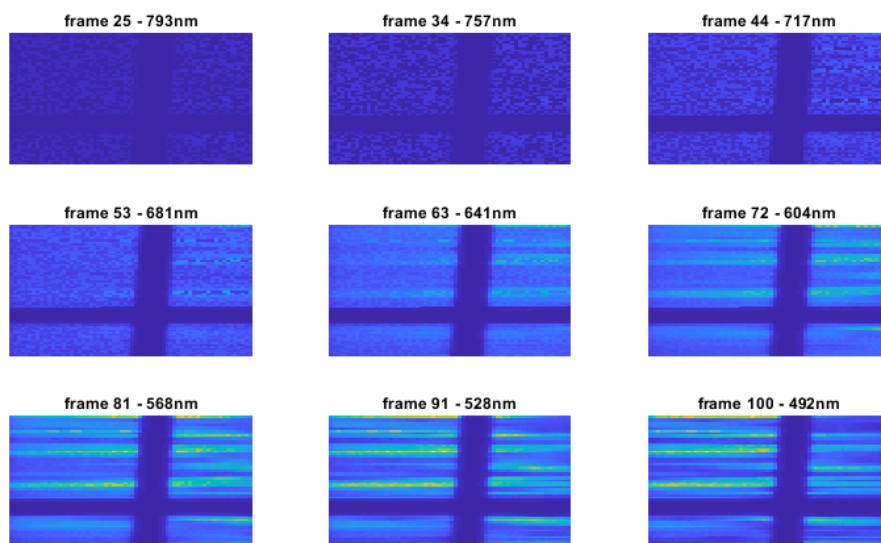 frame 25 - 793nm
frame 34 - 757nm
frame 44 - 717nm
frame 53 - 681nm
frame 63 - 641nm
frame 72 - 604nm
frame 81 - 568nm
frame 91 - 528nm
frame 100 - 492nm